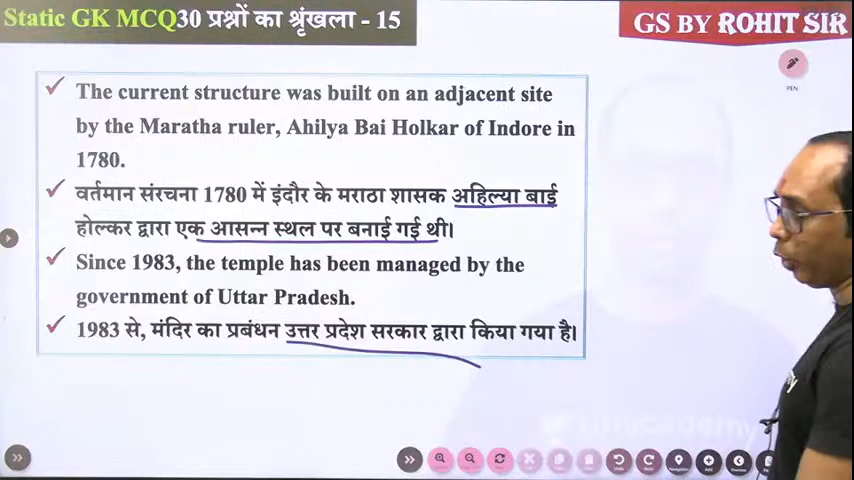 Static GK MCQ30 प्रश्नों का श्रृंखला - 15
GS BY ROHIT SIR
PEN
✓ The current structure was built on an adjacent site
by the Maratha ruler, Ahilya Bai Holkar of Indore in
1780.
✓ वर्तमान संरचना 1780 में इंदौर के मराठा शासक अहिल्या बाई
होल्कर द्वारा एक आसन्न स्थल पर बनाई गई थी।
✓ Since 1983, the temple has been managed by the
government of Uttar Pradesh.
✓ 1983 से, मंदिर का प्रबंधन उत्तर प्रदेश सरकार द्वारा किया गया है।